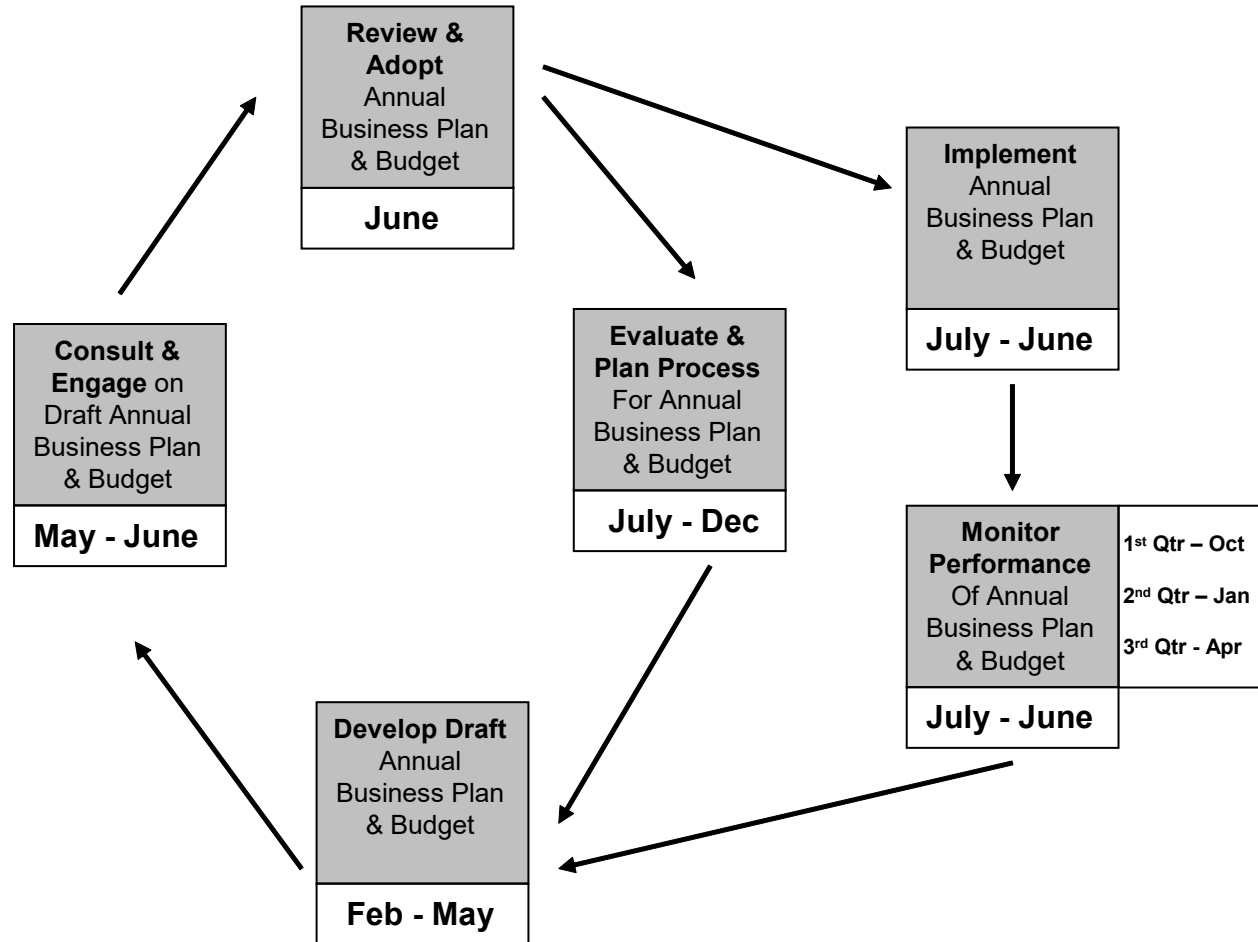 Review &
Adopt
Annual
Business Plan
& Budget
June
Implement
Annual
Business Plan
& Budget
July - June
Consult &
Engage on
Draft Annual
Business Plan
& Budget
May - June
Evaluate &
Plan Process
For Annual
Business Plan
& Budget
July - Dec
Monitor
Performance
Of Annual
Business Plan
& Budget
July - June
1st Qtr – Oct
2nd Qtr – Jan
3rd Qtr - Apr
Develop Draft
Annual
Business Plan
& Budget
Feb - May